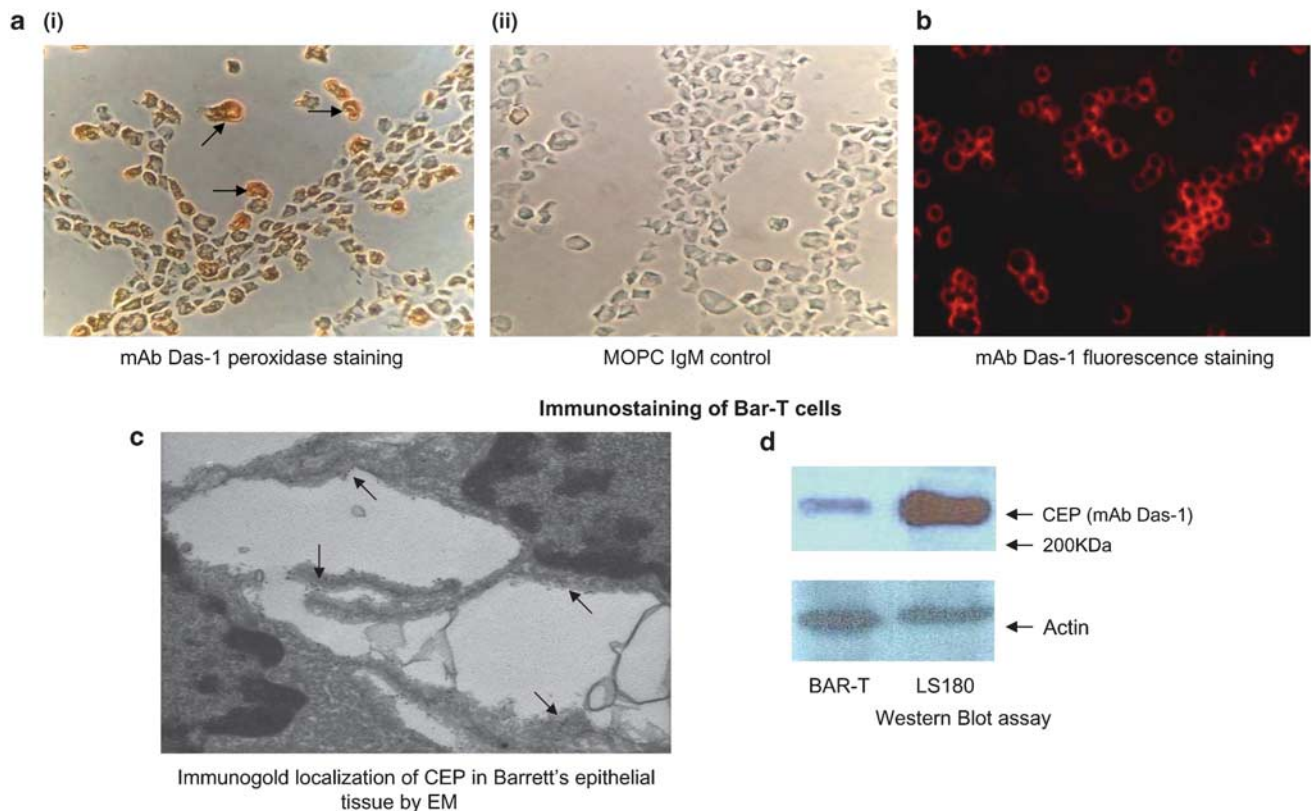 a (i) (ii) b
mAb Das-1 peroxidase staining
MOPC IgM control
mAb Das-1 fluorescence staining
Immunostaining of Bar-T cells
c d
CEP (mAb Das-1)
200KDa
Actin
BAR-T LS180
Western Blot assay
Immunogold localization of CEP in Barrett's epithelial
tissue by EM